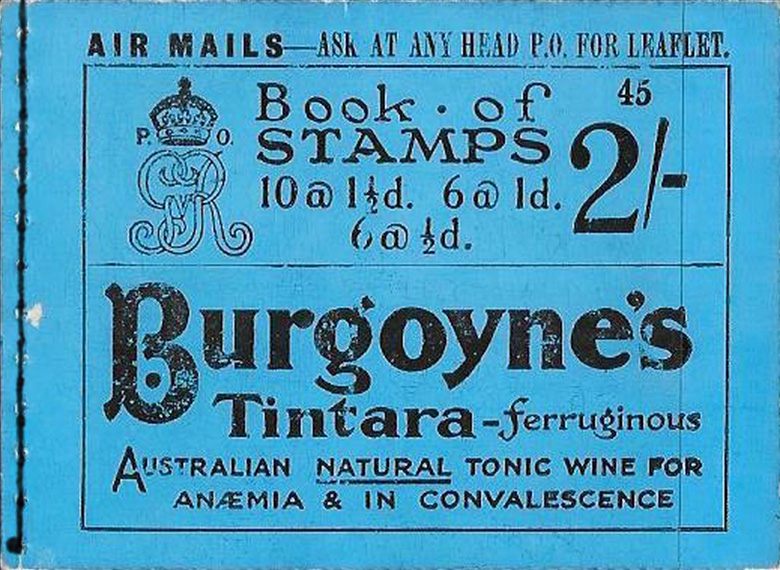 AIR MAILS—ASK AT ANY HEAD P.O. FOR LEAFLET.
P. O.
GR
Book · of
STAMPS
45
2/-
10 @ 1½d. 6 @ 1d.
6 @ ½d.
Burgoyne's
Tintara-ferruginous
AUSTRALIAN NATURAL TONIC WINE FOR
ANÆMIA & IN CONVALESCENCE